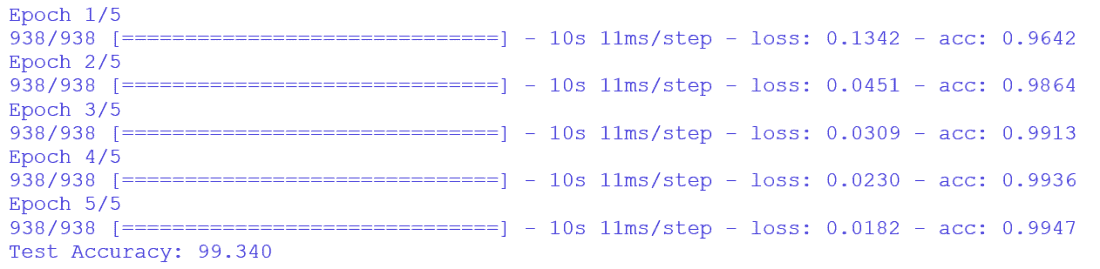 Epoch 1/5
938/938 [==============================] - 10s 11ms/step - loss: 0.1342 - acc: 0.9642
Epoch 2/5
938/938 [==============================] - 10s 11ms/step - loss: 0.0451 - acc: 0.9864
Epoch 3/5
938/938 [==============================] - 10s 11ms/step - loss: 0.0309 - acc: 0.9913
Epoch 4/5
938/938 [==============================] - 10s 11ms/step - loss: 0.0230 - acc: 0.9936
Epoch 5/5
938/938 [==============================] - 10s 11ms/step - loss: 0.0182 - acc: 0.9947
Test Accuracy: 99.340